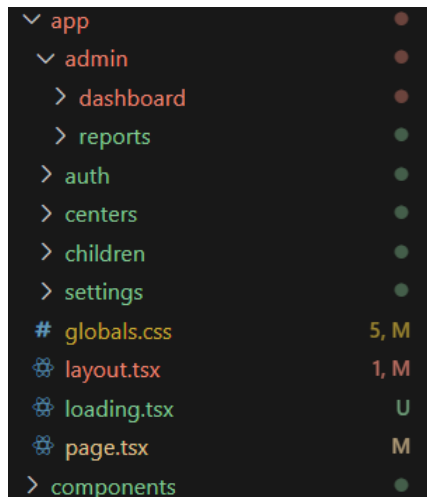 app
admin
dashboard
reports
auth
centers
children
settings
# globals.css 5, M
layout.tsx 1, M
loading.tsx U
page.tsx M
components